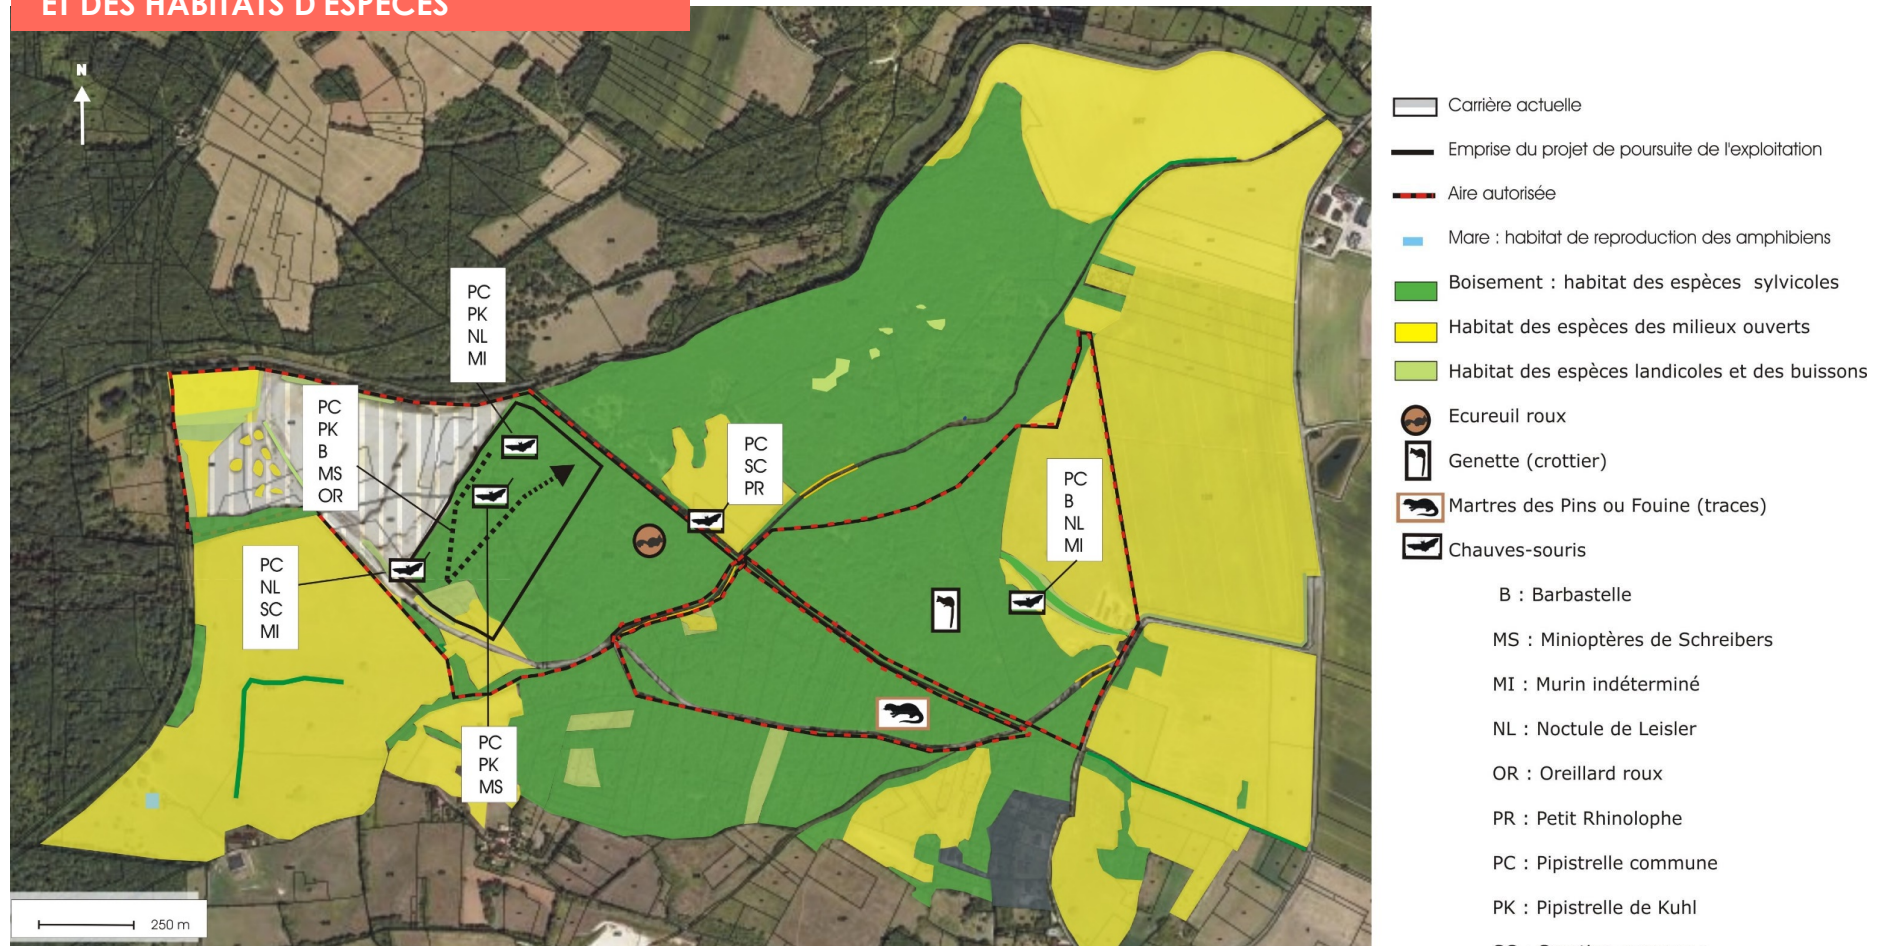 ET DES HABITATS D'ESPÈCES
N
PC
PK
NL
MI
PC
PK
B
MS
OR
PC
SC
PR
PC
B
NL
MI
PC
NL
SC
MI
PC
PK
MS
250 m
Carrière actuelle
Emprise du projet de poursuite de l'exploitation
Aire autorisée
Mare : habitat de reproduction des amphibiens
Boisement : habitat des espèces sylvicoles
Habitat des espèces des milieux ouverts
Habitat des espèces landicoles et des buissons
Ecureuil roux
Genette (crottier)
Martres des Pins ou Fouine (traces)
Chauves-souris
B : Barbastelle
MS : Minioptères de Schreibers
MI : Murin indéterminé
NL : Noctule de Leisler
OR : Oreillard roux
PR : Petit Rhinolophe
PC : Pipistrelle commune
PK : Pipistrelle de Kuhl